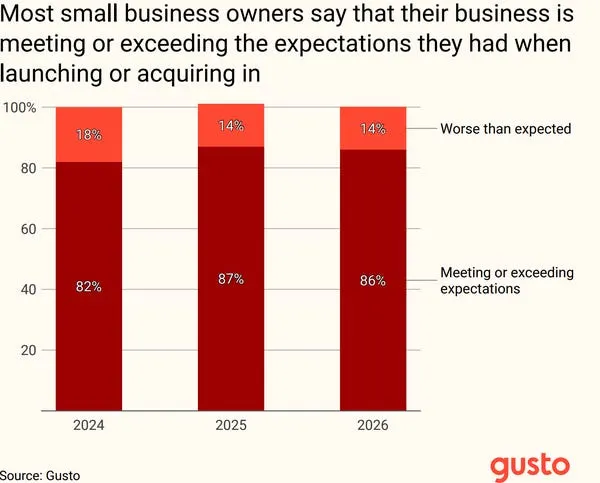 Most small business owners say that their business is
meeting or exceeding the expectations they had when
launching or acquiring in
100%
80
60
40
20
18%
14%
14%
Worse than expected
82%
87%
86%
Meeting or exceeding
expectations
2024
2025
2026
Source: Gusto
gusto